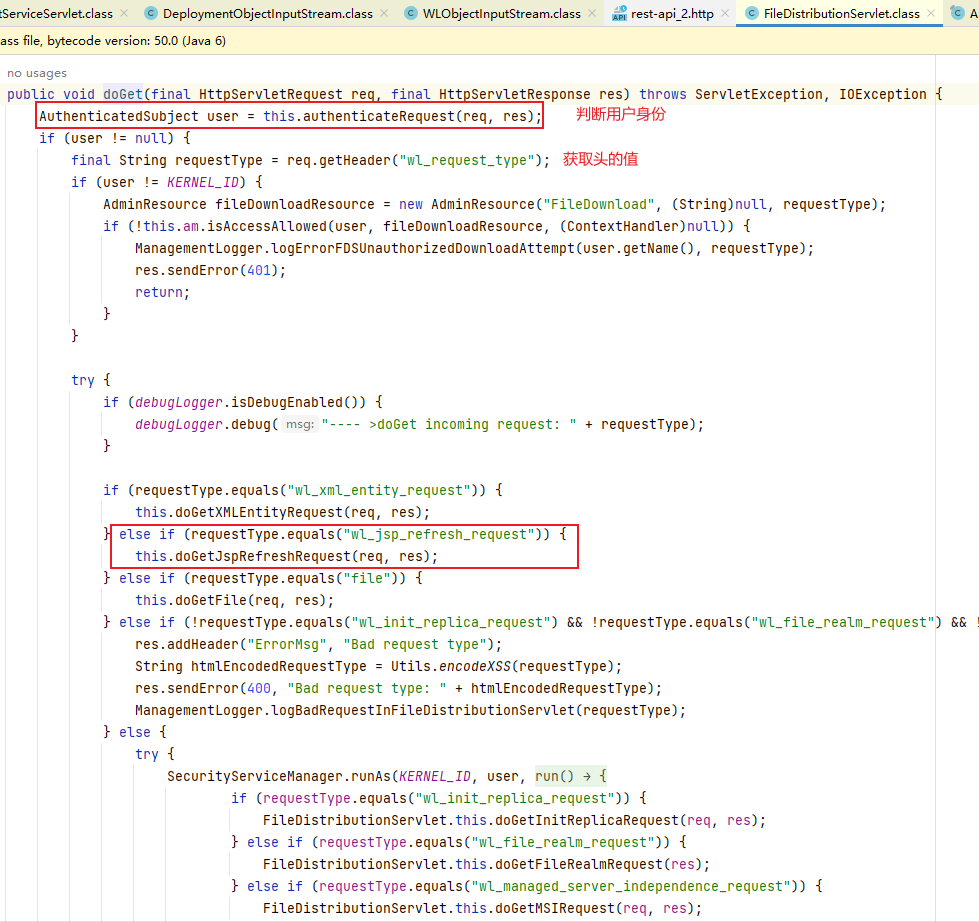 tServiceServlet.class × DeploymentObjectInputStream.class × WLObjectInputStream.class × API rest-api_2.http × FileDistributionServlet.class × A
ass file, bytecode version: 50.0 (Java 6)
no usages
public void doGet(final HttpServletRequest req, final HttpServletResponse res) throws ServletException, IOException {
AuthenticatedSubject user = this.authenticateRequest(req, res); 判断用户身份
if (user != null) {
final String requestType = req.getHeader("wl_request_type"); 获取头的值
if (user != KERNEL_ID) {
AdminResource fileDownloadResource = new AdminResource("FileDownload", (String)null, requestType);
if (!this.am.isAccessAllowed(user, fileDownloadResource, (ContextHandler)null)) {
ManagementLogger.logErrorFDSUnauthorizedDownloadAttempt(user.getName(), requestType);
res.sendError(401);
return;
}
}
try {
if (debugLogger.isDebugEnabled()) {
debugLogger.debug( msg: "---- >doGet incoming request: " + requestType);
}
if (requestType.equals("wl_xml_entity_request")) {
this.doGetXMLEntityRequest(req, res);
} else if (requestType.equals("wl_jsp_refresh_request")) {
this.doGetJspRefreshRequest(req, res);
} else if (requestType.equals("file")) {
this.doGetFile(req, res);
} else if (!requestType.equals("wl_init_replica_request") && !requestType.equals("wl_file_realm_request") && !
res.addHeader("ErrorMsg", "Bad request type");
String htmlEncodedRequestType = Utils.encodeXSS(requestType);
res.sendError(400, "Bad request type: " + htmlEncodedRequestType);
ManagementLogger.logBadRequestInFileDistributionServlet(requestType);
} else {
try {
SecurityServiceManager.runAs(KERNEL_ID, user, run() → {
if (requestType.equals("wl_init_replica_request")) {
FileDistributionServlet.this.doGetInitReplicaRequest(req, res);
} else if (requestType.equals("wl_file_realm_request")) {
FileDistributionServlet.this.doGetFileRealmRequest(res);
} else if (requestType.equals("wl_managed_server_independence_request")) {
FileDistributionServlet.this.doGetMSIRequest(req, res);